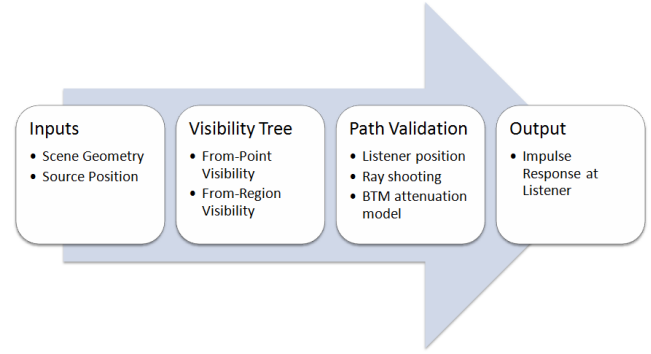 Inputs
• Scene Geometry
• Source Position
Visibility Tree
• From-Point
Visibility
• From-Region
Visibility
Path Validation
• Listener position
• Ray shooting
• BTM attenuation
model
Output
• Impulse
Response at
Listener